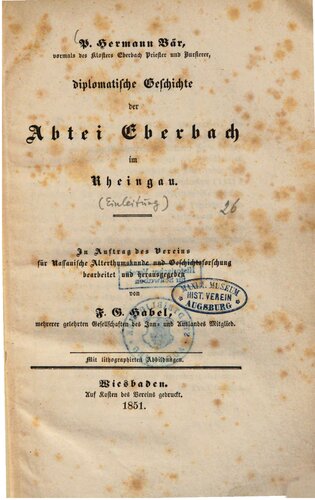 P. Hermann Bär,
vormals des Klosters Eberbach Priester und Bursierer,
diplomatische Geschichte
der
Abtei Eberbach
im
Rheingau.
(Einleitung)
26
In Auftrag des Vereins
für Nassauische Alterthumskunde und Geschichtsforschung
bearbeitet und herausgegeben
von
F. G. Habel,
mehrerer gelehrten Gesellschaften des In- und Auslandes Mitglied.
MAXIL. MUSEUM
HIST. VEREIN
AUGSBURG
Mit lithographirten Abbildungen.
Wiesbaden.
Auf Kosten des Vereins gedruckt.
1851.